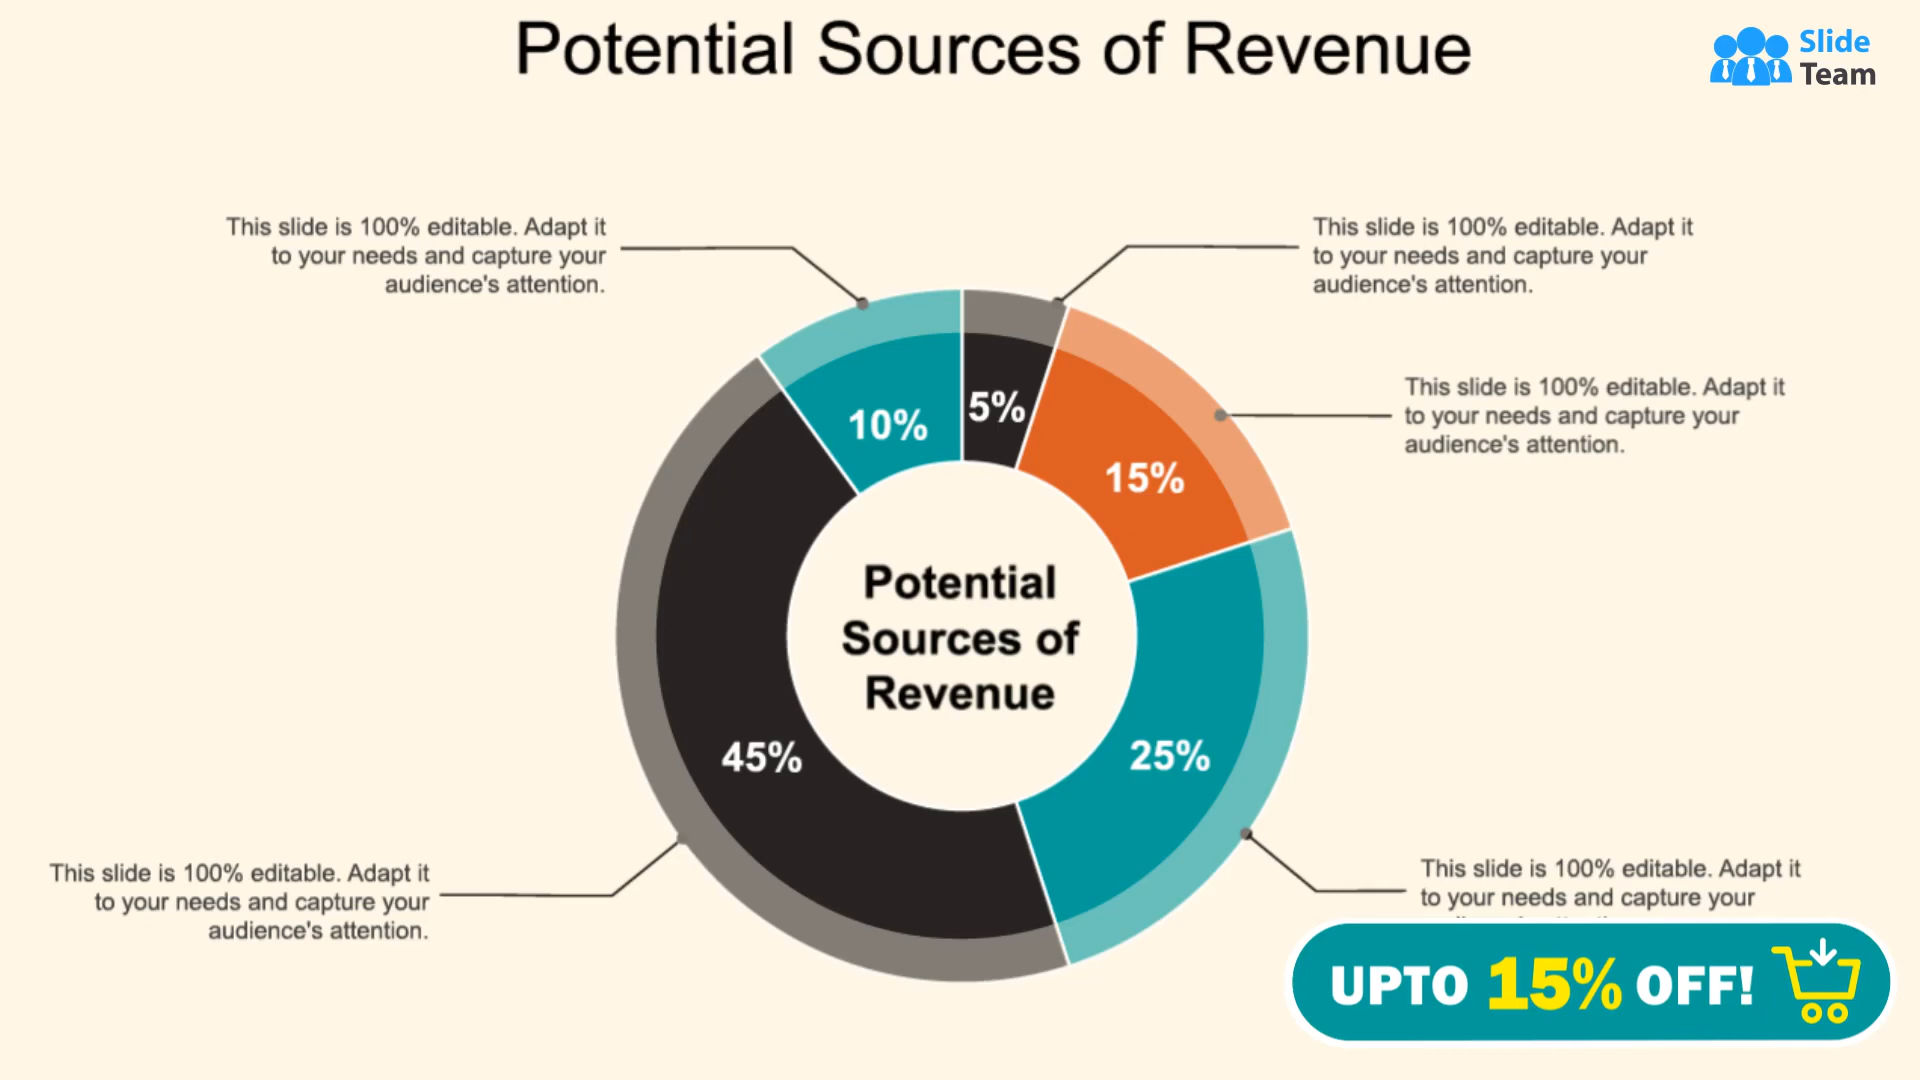 Potential Sources of Revenue
Slide
Team
This slide is 100% editable. Adapt it
to your needs and capture your
audience's attention.
This slide is 100% editable. Adapt it
to your needs and capture your
audience's attention.
This slide is 100% editable. Adapt it
to your needs and capture your
audience's attention.
10%
5%
15%
Potential
Sources of
Revenue
45%
25%
This slide is 100% editable. Adapt it
to your needs and capture your
audience's attention.
This slide is 100% editable. Adapt it
to your needs and capture your
UPTO 15% OFF!